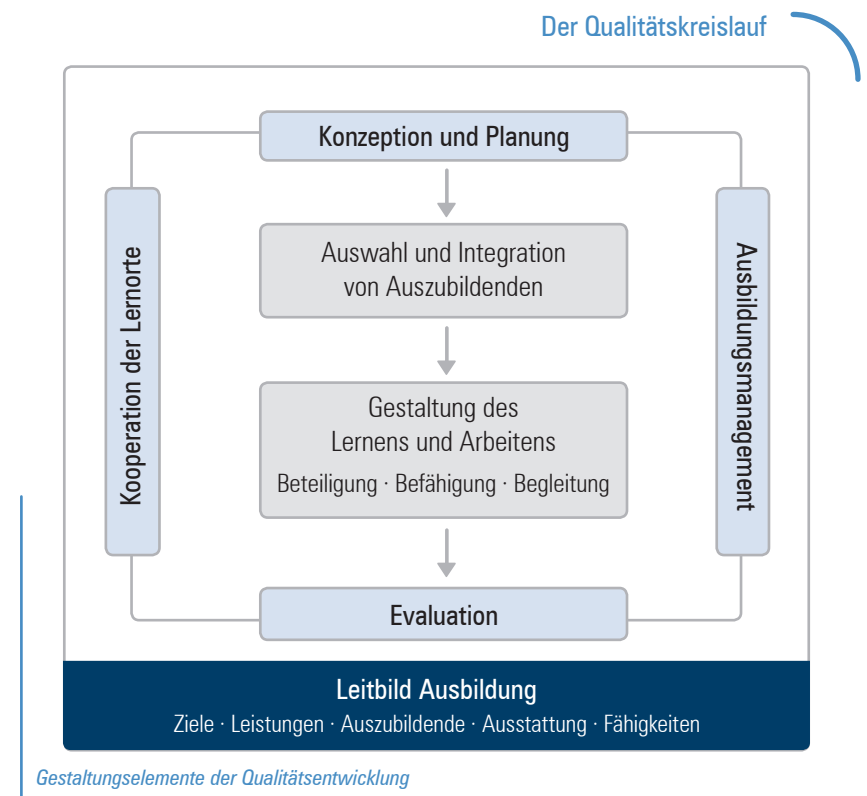 Der Qualitätskreislauf
Konzeption und Planung
Kooperation der Lernorte
Auswahl und Integration
von Auszubildenden
Ausbildungsmanagement
Gestaltung des
Lernens und Arbeitens
Beteiligung · Befähigung · Begleitung
Evaluation
Leitbild Ausbildung
Ziele · Leistungen · Auszubildende · Ausstattung · Fähigkeiten
Gestaltungselemente der Qualitätsentwicklung